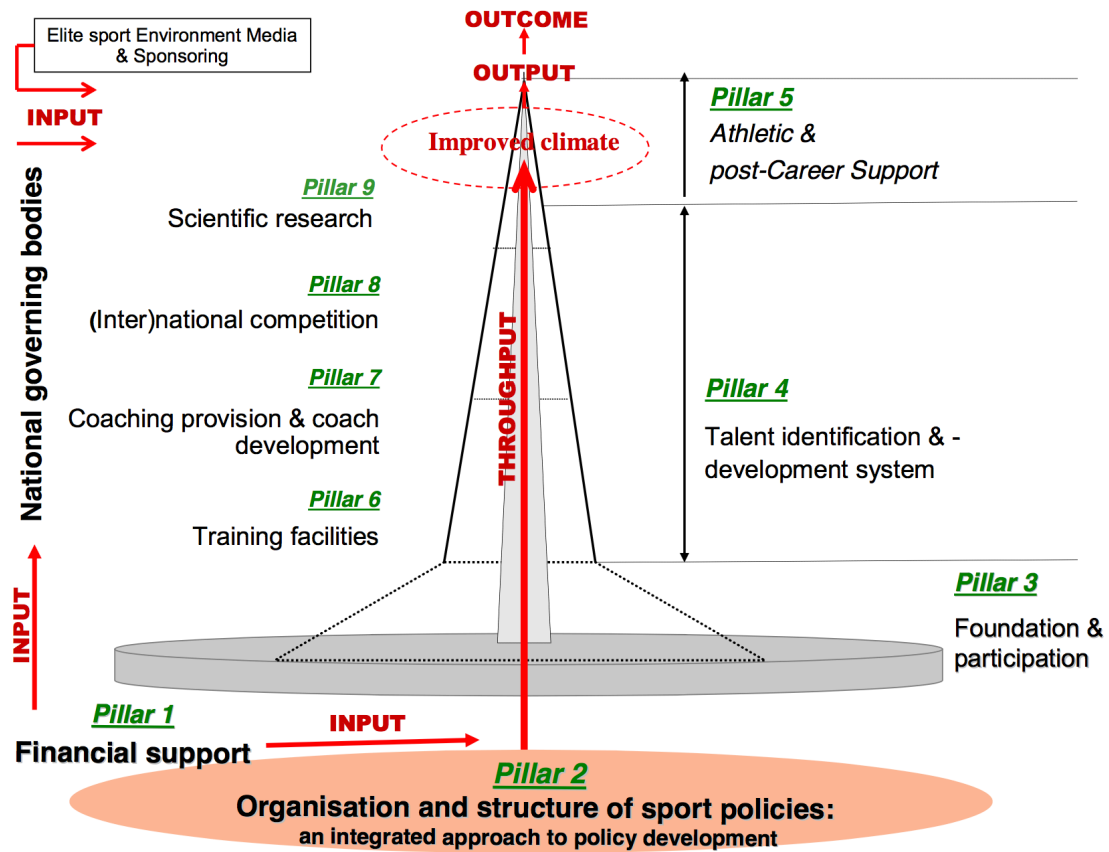 OUTCOME
Elite sport Environment Media
& Sponsoring
OUTPUT
INPUT
Improved climate
Pillar 5
Athletic &
post-Career Support
National governing bodies
Pillar 9
Scientific research
Pillar 8
(Inter)national competition
Pillar 7
Coaching provision & coach
development
Pillar 6
Training facilities
THROUGHPUT
Pillar 4
Talent identification & -
development system
Pillar 3
Foundation &
participation
INPUT
Pillar 1
Financial support
INPUT
Pillar 2
Organisation and structure of sport policies:
an integrated approach to policy development